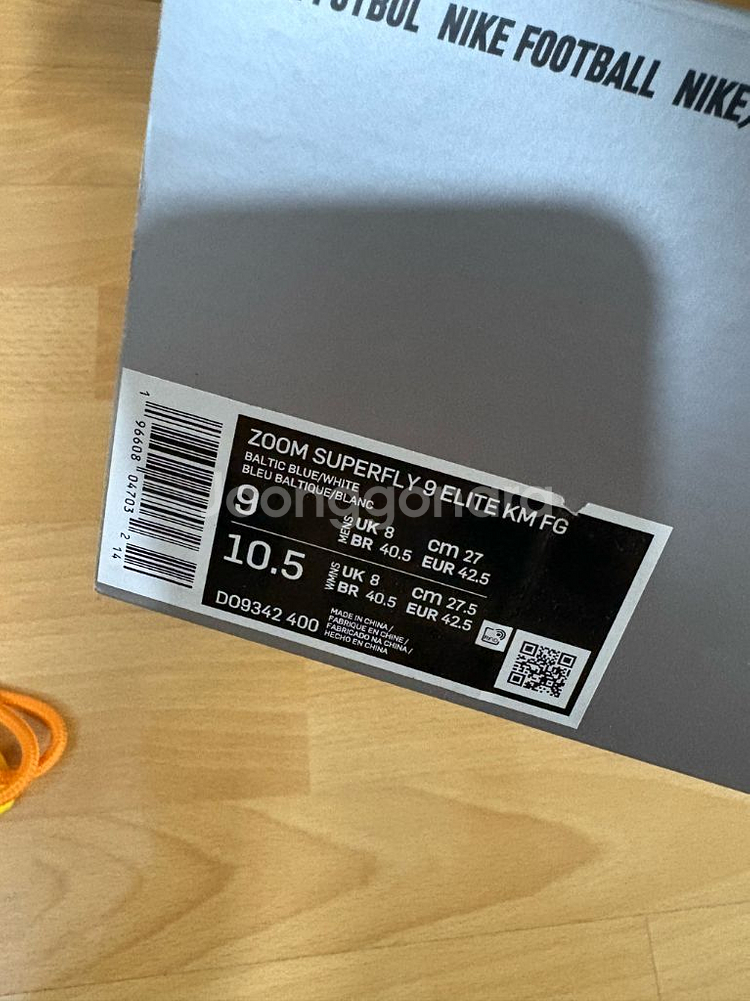 FUTBOL NIKE FOOTBALL NIKE
ZOOM SUPERFLY 9 ELITE KM FG
BALTIC BLUE/WHITE
BLEU BALTIQUE/BLANC
9 MENS UK 8 cm 27
BR 40.5 EUR 42.5
10.5 WMNS UK 8 cm 27.5
BR 40.5 EUR 42.5
DO9342 400
MADE IN CHINA /
FABRIQUE EN CHINE /
FABRICADO NA CHINA /
HECHO EN CHINA
RFID
1 96608 04703 2 14
Joonggonara